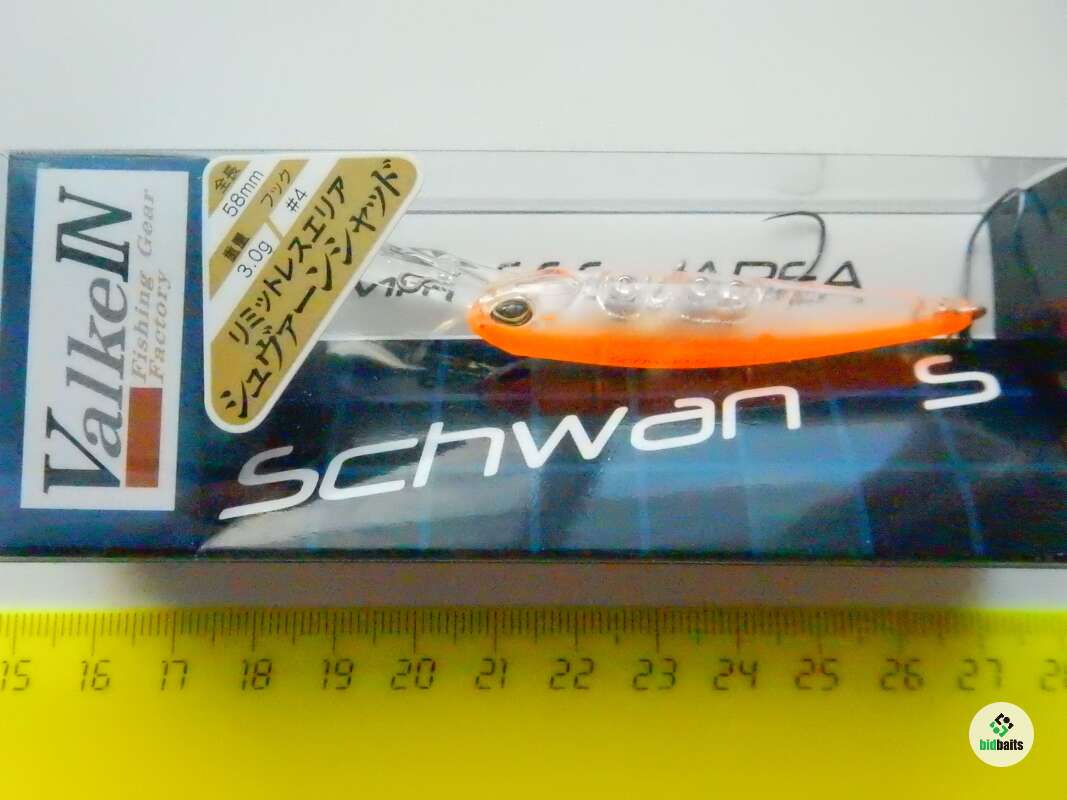 ValkeIN
Fishing Gear
Factory
全長
58mm
フック
#4
重量
3.0g
リミットレスエリア
シュヴァーンシャッド
Schwan S
15 16 17 18 19 20 21 22 23 24 25 26 27
bidbaits